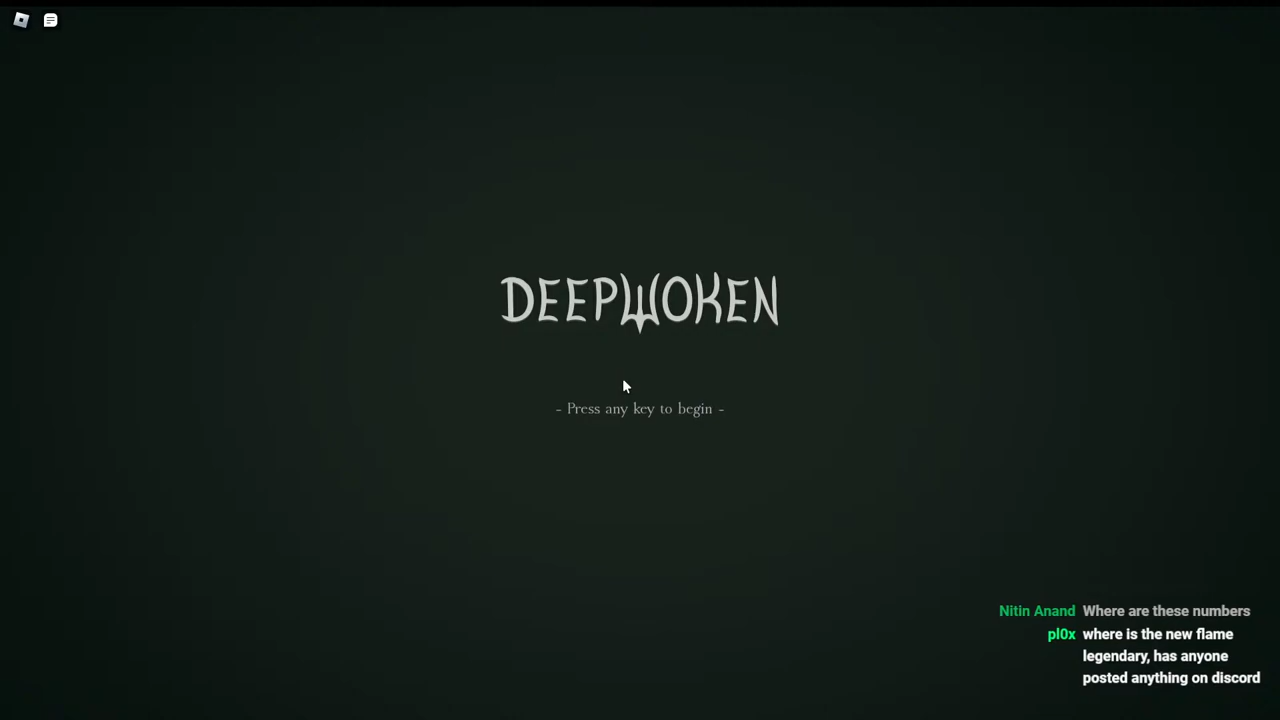 DEEPWOKEN
- Press any key to begin -
Nitin Anand Where are these numbers
pl0x where is the new flame
legendary, has anyone
posted anything on discord